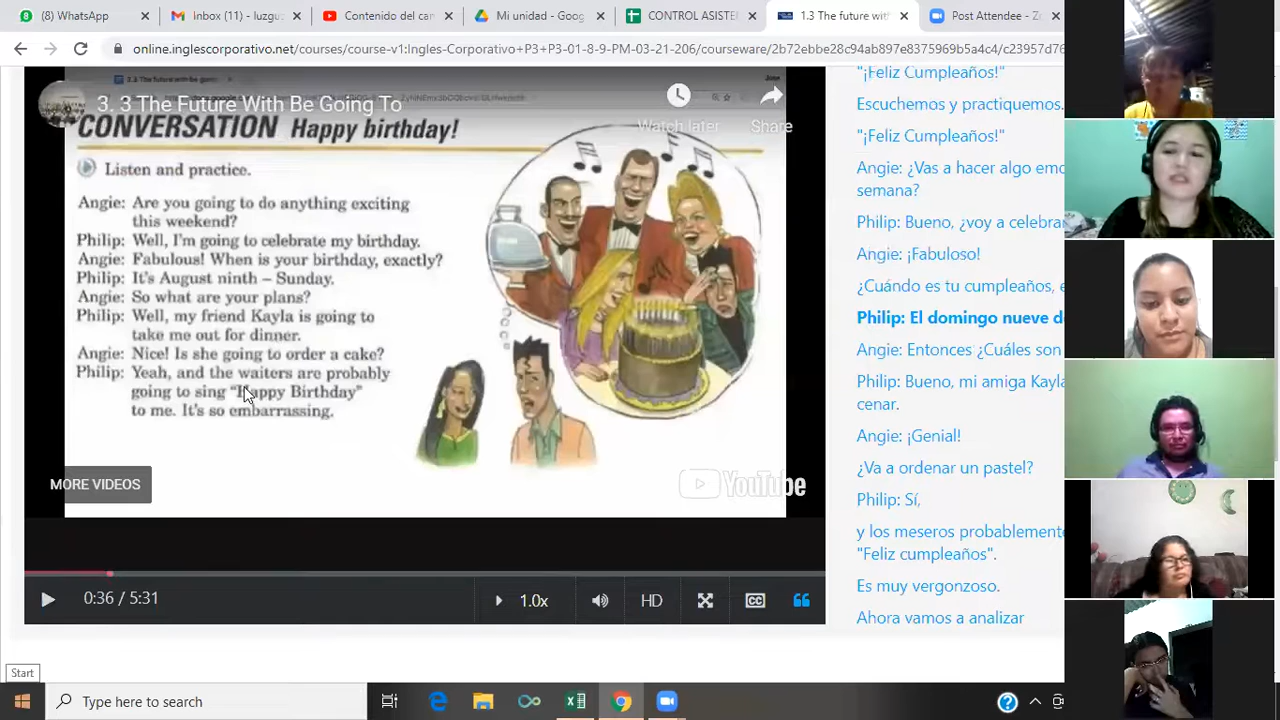 (8) WhatsApp
Inbox (11) - luzgus
Contenido del can
Mi unidad - Goog
CONTROL ASISTE
1.3 The future with
Post Attendee - Z
online.inglescorporativo.net/courses/course-v1:Ingles-Corporativo+P3+P3-01-8-9-PM-03-21-206/courseware/2b72ebbe28c94ab897e8375969b5a4c4/c23957d76
3. 3 The Future With Be Going To
Watch later
Share
CONVERSATION Happy birthday!
Listen and practice.
Angie: Are you going to do anything exciting
this weekend?
Philip: Well, I'm going to celebrate my birthday.
Angie: Fabulous! When is your birthday, exactly?
Philip: It's August ninth – Sunday.
Angie: So what are your plans?
Philip: Well, my friend Kayla is going to
take me out for dinner.
Angie: Nice! Is she going to order a cake?
Philip: Yeah, and the waiters are probably
going to sing “Happy Birthday”
to me. It's so embarrassing.
MORE VIDEOS
YouTube
0:36 / 5:31
1.0x
HD
CC
"¡Feliz Cumpleaños!"
Escuchemos y practiquemos.
"¡Feliz Cumpleaños!"
Angie: ¿Vas a hacer algo emo
semana?
Philip: Bueno, ¿voy a celebrar
Angie: ¡Fabuloso!
¿Cuándo es tu cumpleaños, e
Philip: El domingo nueve d
Angie: Entonces ¿Cuáles son
Philip: Bueno, mi amiga Kayla
cenar.
Angie: ¡Genial!
¿Va a ordenar un pastel?
Philip: Sí,
y los meseros probablemente
"Feliz cumpleaños".
Es muy vergonzoso.
Ahora vamos a analizar
Start
Type here to search